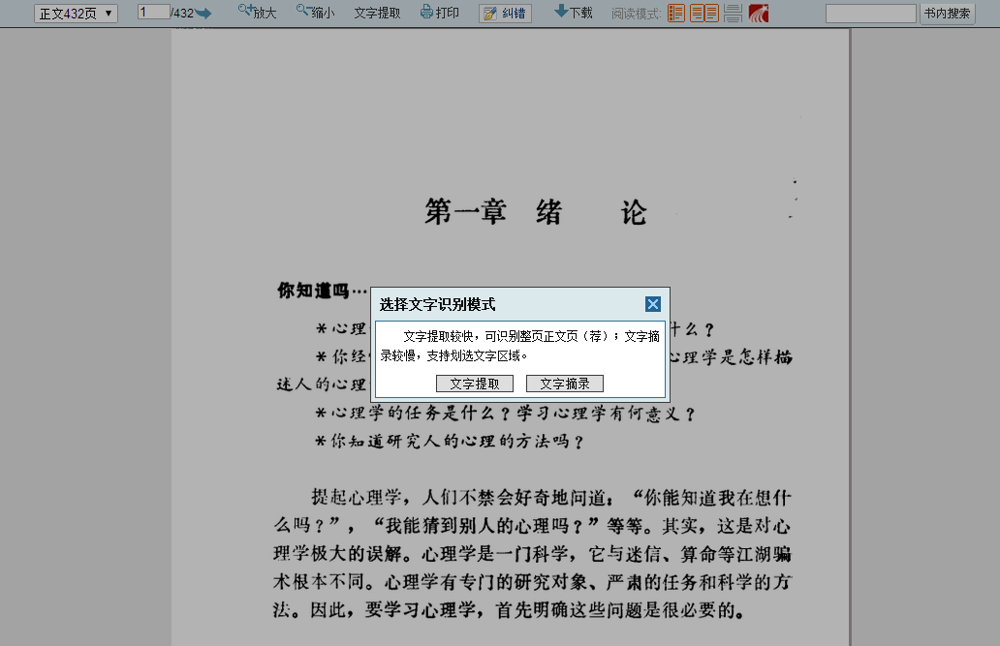 正文432页 1 /432 放大 缩小 文字提取 打印 纠错 下载 阅读模式: 书内搜索
第一章 绪 论
你知道吗…
选择文字识别模式
文字提取较快，可识别整页正文页（荐）；文字摘
录较慢，支持划选文字区域。
文字提取 文字摘录
＊心理 什么？
＊你经 心理学是怎样描
述人的心理
＊心理学的任务是什么？学习心理学有何意义？
＊你知道研究人的心理的方法吗？
提起心理学，人们不禁会好奇地问道：“你能知道我在想什
么吗？”，“我能猜到别人的心理吗？”等等。其实，这是对心
理学极大的误解。心理学是一门科学，它与迷信、算命等江湖骗
术根本不同。心理学有专门的研究对象、严肃的任务和科学的方
法。因此，要学习心理学，首先明确这些问题是很必要的。